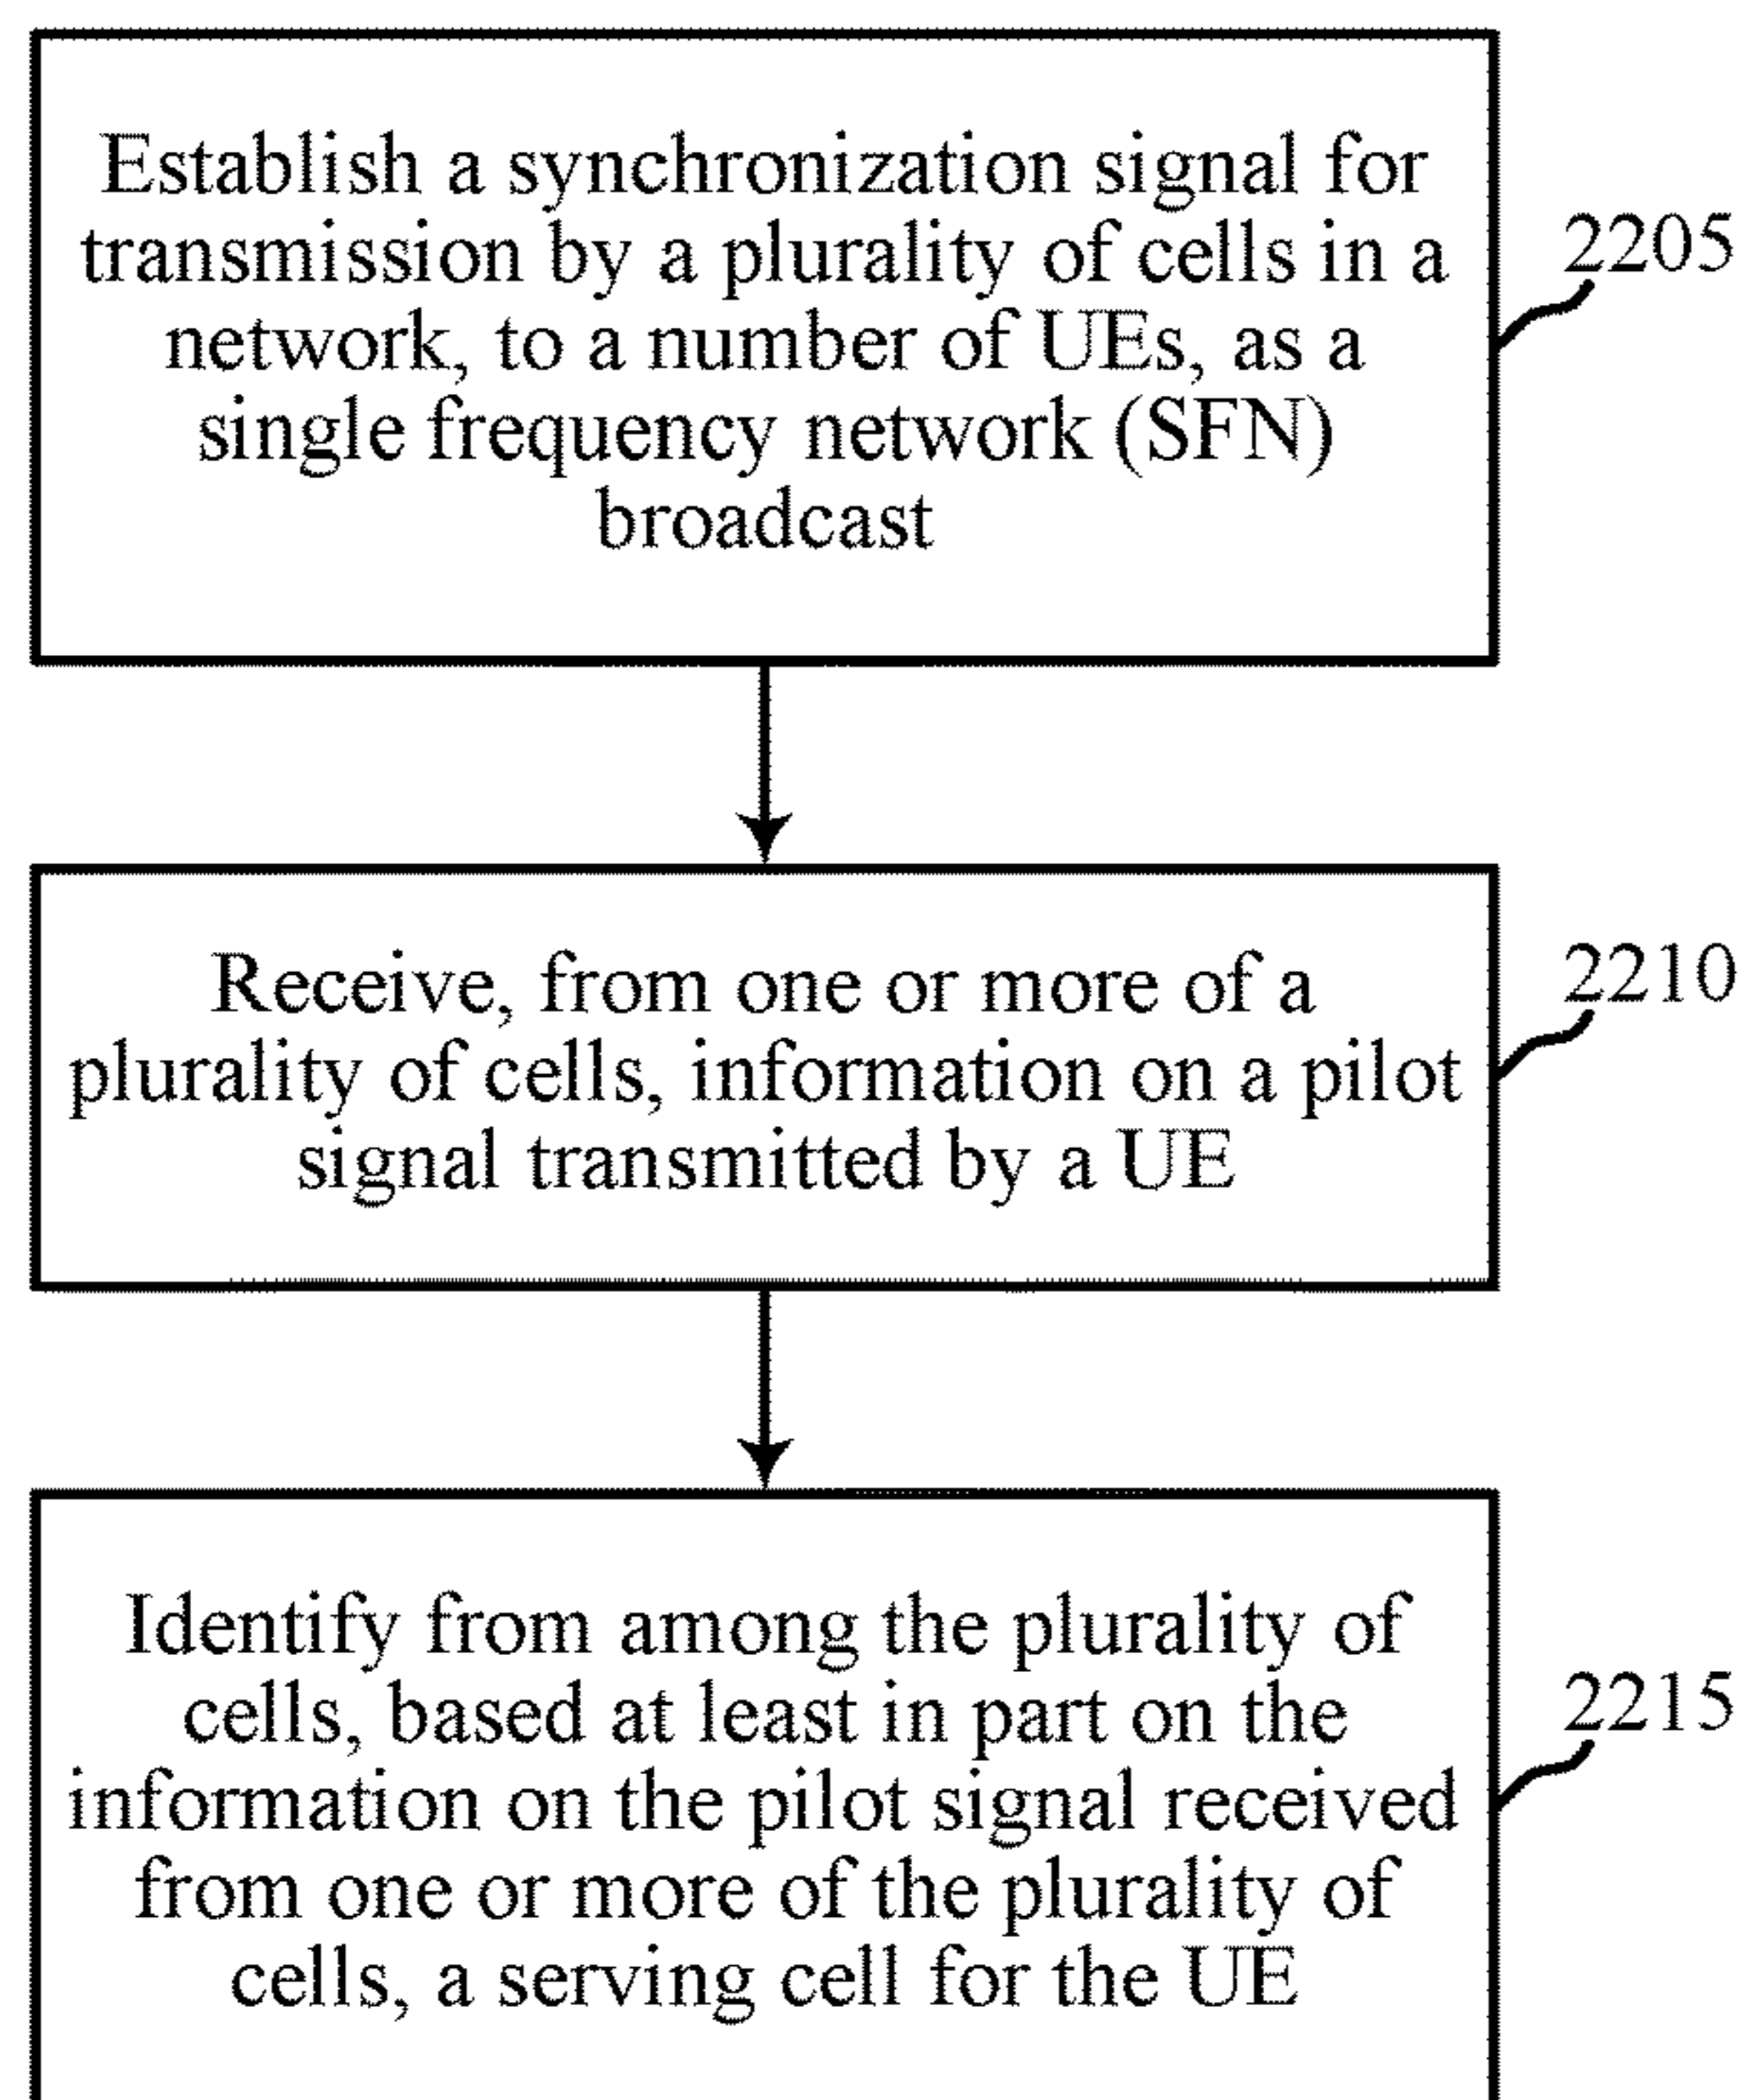 Establish a synchronization signal for
transmission by a plurality of cells in a
network, to a number of UEs, as a
single frequency network (SFN)
broadcast
2205
Receive, from one or more of a
plurality of cells, information on a pilot
signal transmitted by a UE
2210
Identify from among the plurality of
cells, based at least in part on the
information on the pilot signal received
from one or more of the plurality of
cells, a serving cell for the UE
2215